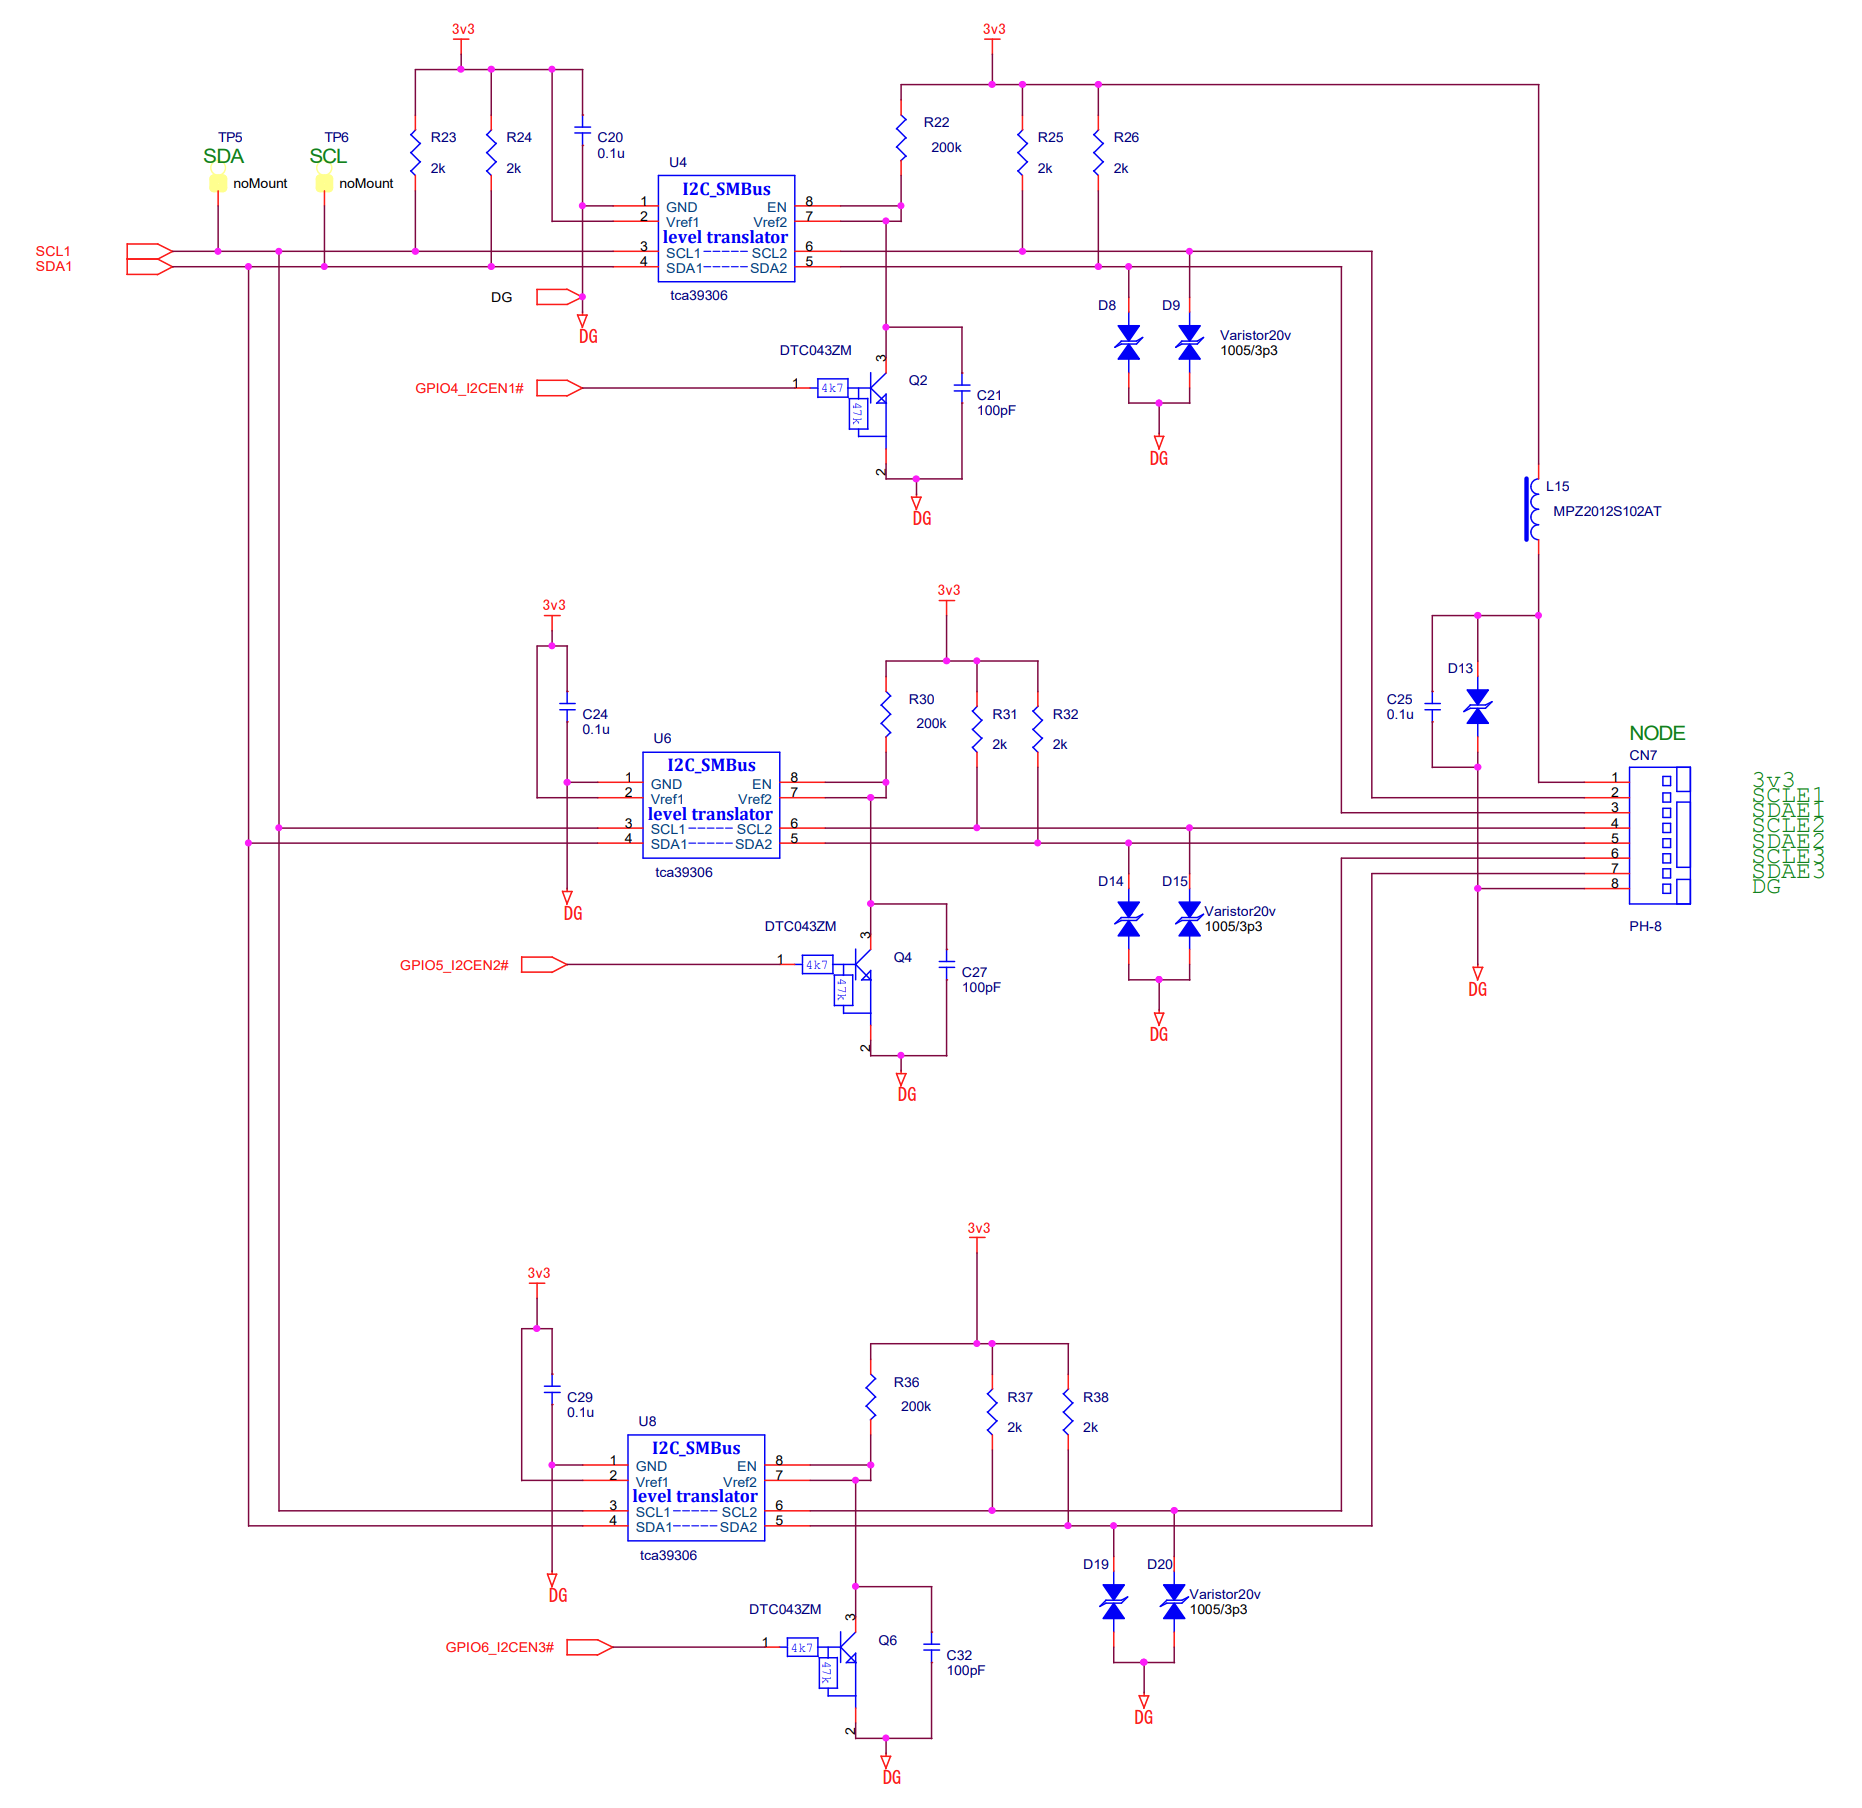 3v3
3v3
TP5
SDA
noMount
TP6
SCL
noMount
R23
2k
R24
2k
C20
0.1u
R22
200k
R25
2k
R26
2k
U4
I2C_SMBus
1 GND EN 8
2 Vref1 Vref2 7
level translator
3 SCL1 SCL2 6
4 SDA1 SDA2 5
tca39306
SCL1
SDA1
DG
DG
D8
D9
Varistor20v
1005/3p3
DG
DTC043ZM
GPIO4_I2CEN1#
1
4k7
47k
3
2
Q2
C21
100pF
DG
L15
MPZ2012S102AT
3v3
3v3
C24
0.1u
R30
200k
R31
2k
R32
2k
U6
I2C_SMBus
1 GND EN 8
2 Vref1 Vref2 7
level translator
3 SCL1 SCL2 6
4 SDA1 SDA2 5
tca39306
DG
D14
D15
Varistor20v
1005/3p3
DG
DTC043ZM
GPIO5_I2CEN2#
1
4k7
47k
3
2
Q4
C27
100pF
DG
D13
C25
0.1u
DG
NODE
CN7
1 3v3
2 SCLE1
3 SDAE1
4 SCLE2
5 SDAE2
6 SCLE3
7 SDAE3
8 DG
PH-8
3v3
3v3
C29
0.1u
R36
200k
R37
2k
R38
2k
U8
I2C_SMBus
1 GND EN 8
2 Vref1 Vref2 7
level translator
3 SCL1 SCL2 6
4 SDA1 SDA2 5
tca39306
DG
D19
D20
Varistor20v
1005/3p3
DG
DTC043ZM
GPIO6_I2CEN3#
1
4k7
47k
3
2
Q6
C32
100pF
DG